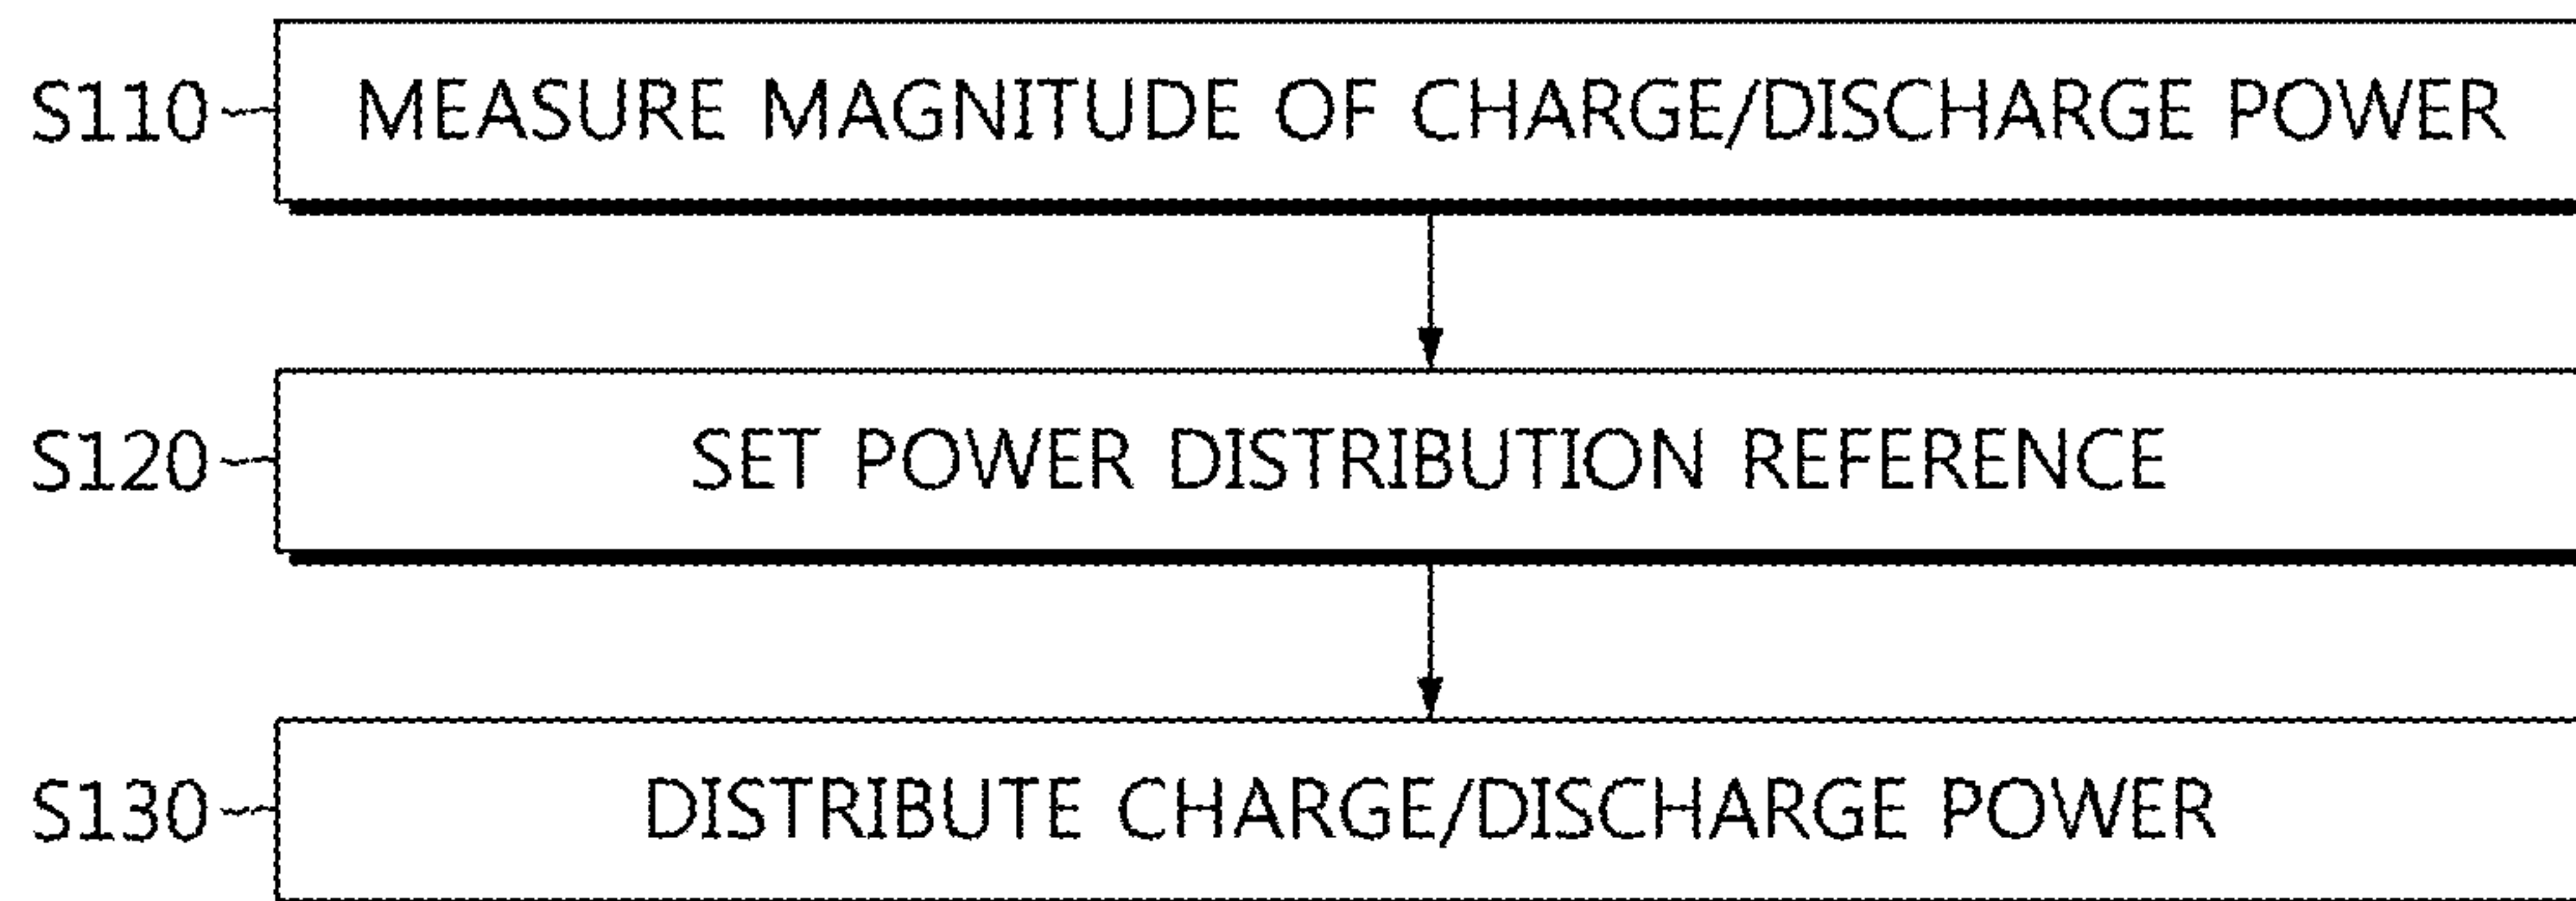 S110 MEASURE MAGNITUDE OF CHARGE/DISCHARGE POWER
S120 SET POWER DISTRIBUTION REFERENCE
S130 DISTRIBUTE CHARGE/DISCHARGE POWER